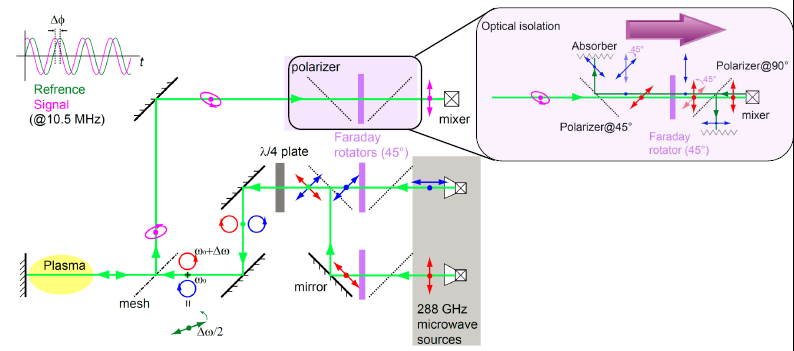 Δϕ
t
Refrence
Signal
(@10.5 MHz)
polarizer
mixer
Faraday
rotators (45°)
Optical isolation
Absorber
45°
Polarizer@90°
45°
Polarizer@45°
Faraday
rotator (45°)
mixer
λ/4 plate
Plasma
mesh
ω₀+Δω
ω₀
=
Δω/2
mirror
288 GHz
microwave
sources